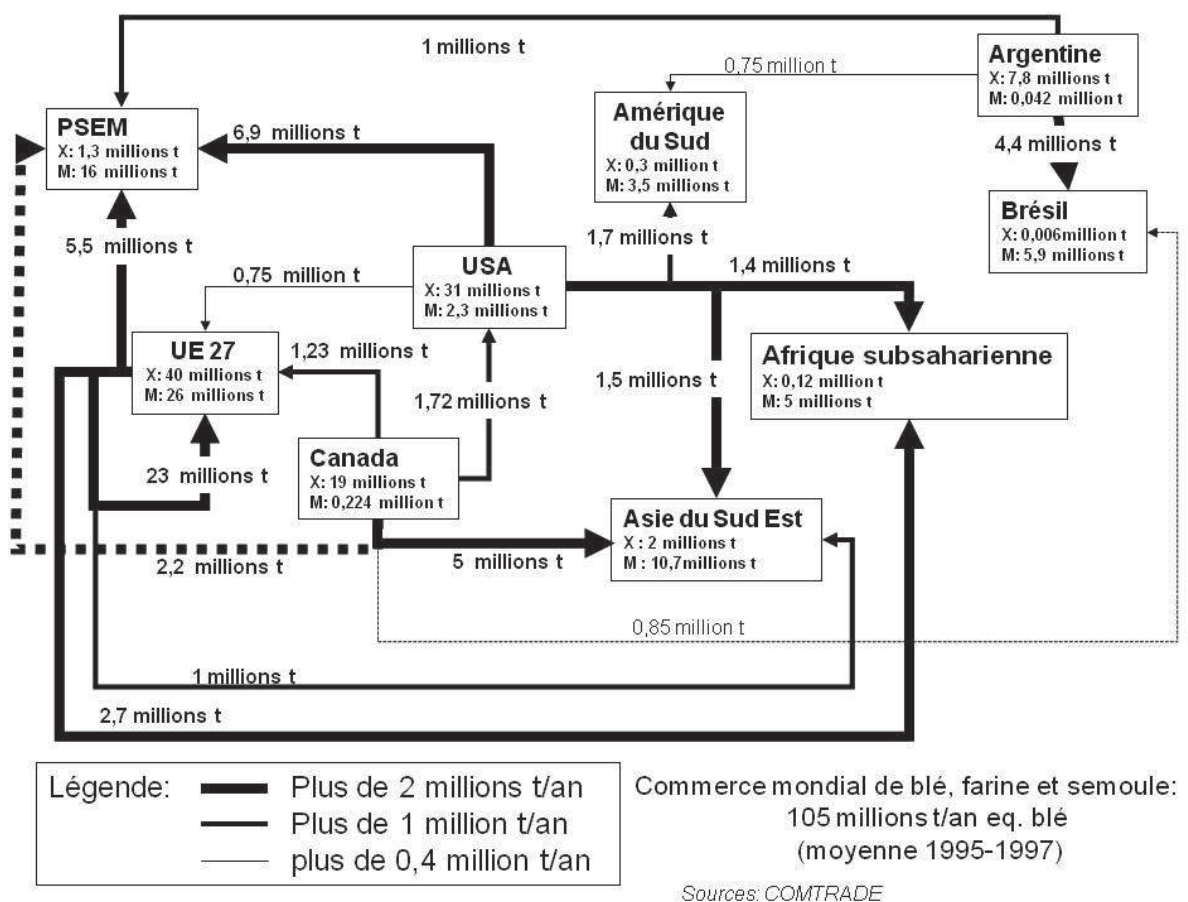 1 millions t
Argentine
X: 7,8 millions t
M: 0,042 million t
0,75 million t
Amérique
du Sud
X: 0,3 million t
M: 3,5 millions t
PSEM
X: 1,3 millions t
M: 16 millions t
6,9 millions t
4,4 millions t
Brésil
X: 0,006million t
M: 5,9 millions t
5,5 millions t
1,7 millions t
0,75 million t
USA
X: 31 millions t
M: 2,3 millions t
1,4 millions t
UE 27
X: 40 millions t
M: 26 millions t
1,23 millions t
Afrique subsaharienne
X: 0,12 million t
M: 5 millions t
1,5 millions t
1,72 millions t
23 millions t
Canada
X: 19 millions t
M: 0,224 million t
Asie du Sud Est
X : 2 millions t
M : 10,7millions t
2,2 millions t
5 millions t
0,85 million t
1 millions t
2,7 millions t
Légende:
Plus de 2 millions t/an
Plus de 1 million t/an
plus de 0,4 million t/an
Commerce mondial de blé, farine et semoule:
105 millions t/an eq. blé
(moyenne 1995-1997)
Sources: COMTRADE